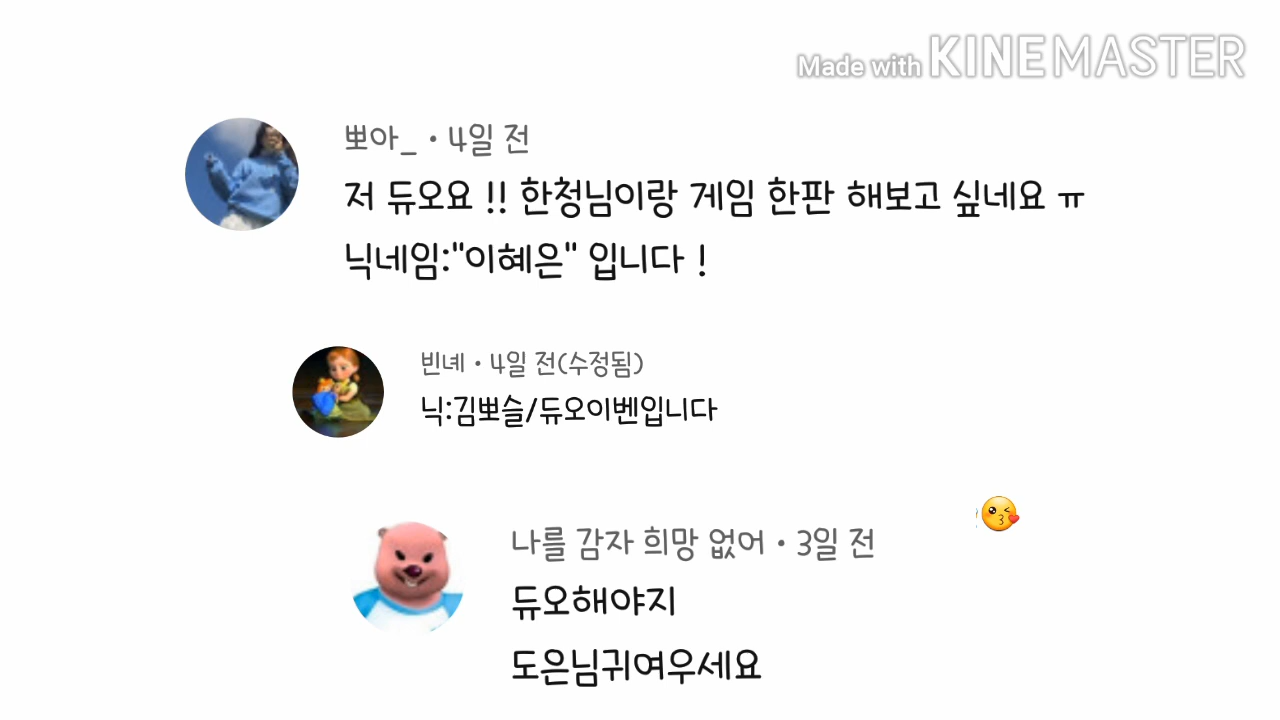 Made with KINEMASTER
뽀아_ • 4일 전
저 듀오요 !! 한청님이랑 게임 한판 해보고 싶네요 ㅠ
닉네임:"이혜은" 입니다 !
빈녜 • 4일 전(수정됨)
닉:김뽀슬/듀오이벤입니다
나를 감자 희망 없어 • 3일 전
듀오해야지
도은님귀여우세요